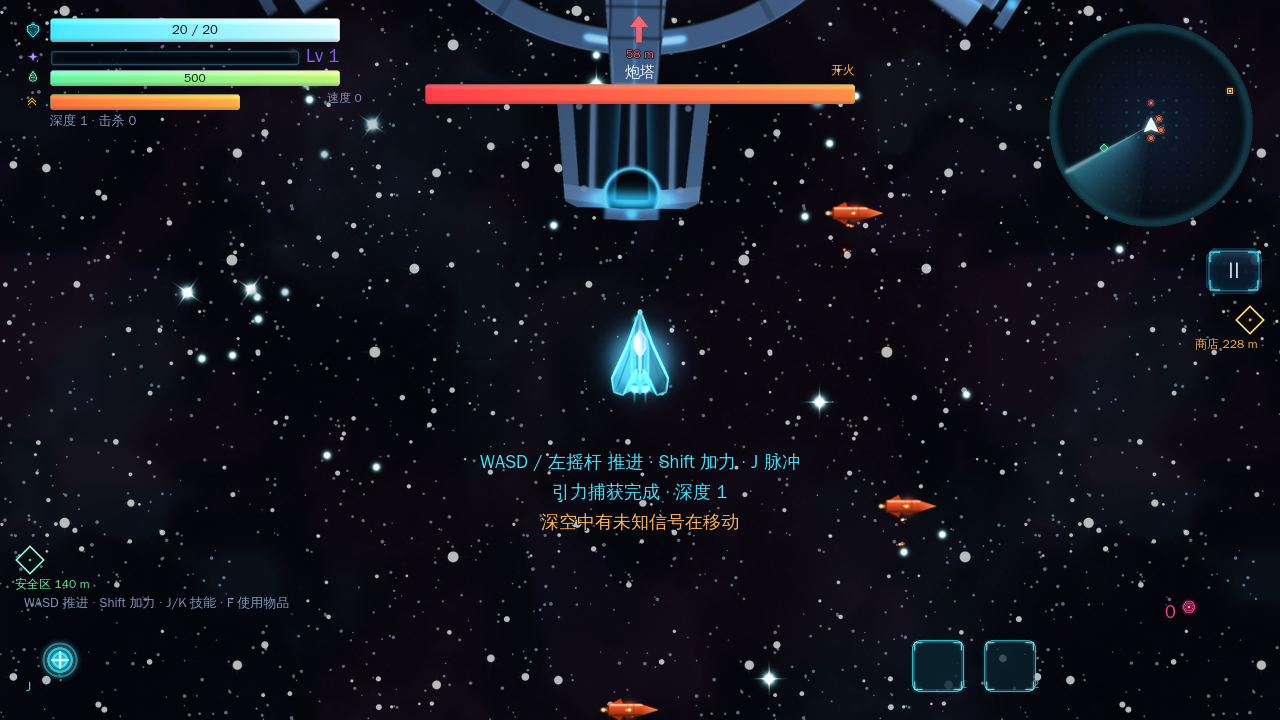 20 / 20
Lv 1
500
速度 0
深度 1 · 击杀 0
58 m
炮塔
开火
商店 228 m
WASD / 左摇杆 推进 · Shift 加力 · J 脉冲
引力捕获完成 · 深度 1
深空中有未知信号在移动
安全区 140 m
WASD 推进 · Shift 加力 · J/K 技能 · F 使用物品
0
J